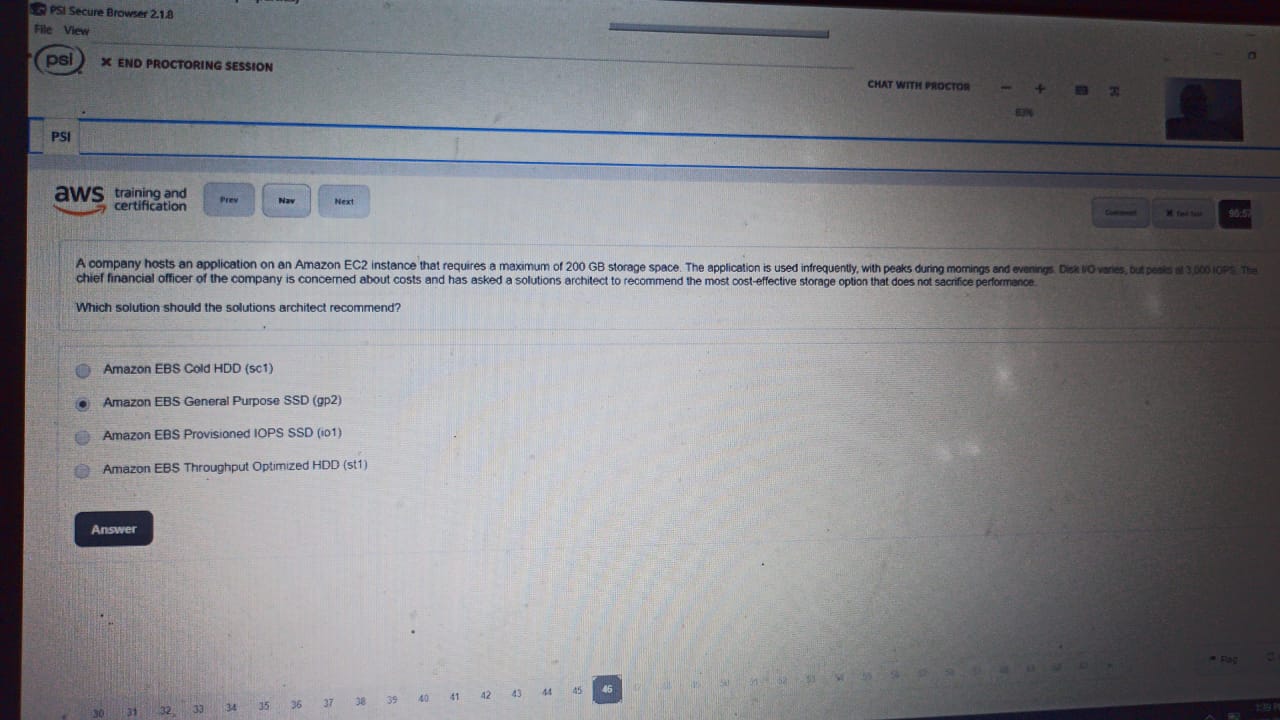 PSI Secure Browser 2.1.8
File View
psi X END PROCTORING SESSION
CHAT WITH PROCTOR − +
83%
PSI
aws training and certification Prev Nav Next
Comment
A company hosts an application on an Amazon EC2 instance that requires a maximum of 200 GB storage space. The application is used infrequently, with peaks during mornings and evenings. Disk I/O varies, but peaks at 3,000 IOPS. The
chief financial officer of the company is concerned about costs and has asked a solutions architect to recommend the most cost-effective storage option that does not sacrifice performance.
Which solution should the solutions architect recommend?
Amazon EBS Cold HDD (sc1)
Amazon EBS General Purpose SSD (gp2)
Amazon EBS Provisioned IOPS SSD (io1)
Amazon EBS Throughput Optimized HDD (st1)
Answer
Flag
30 31 32 33 34 35 36 37 38 39 40 41 42 43 44 45 46